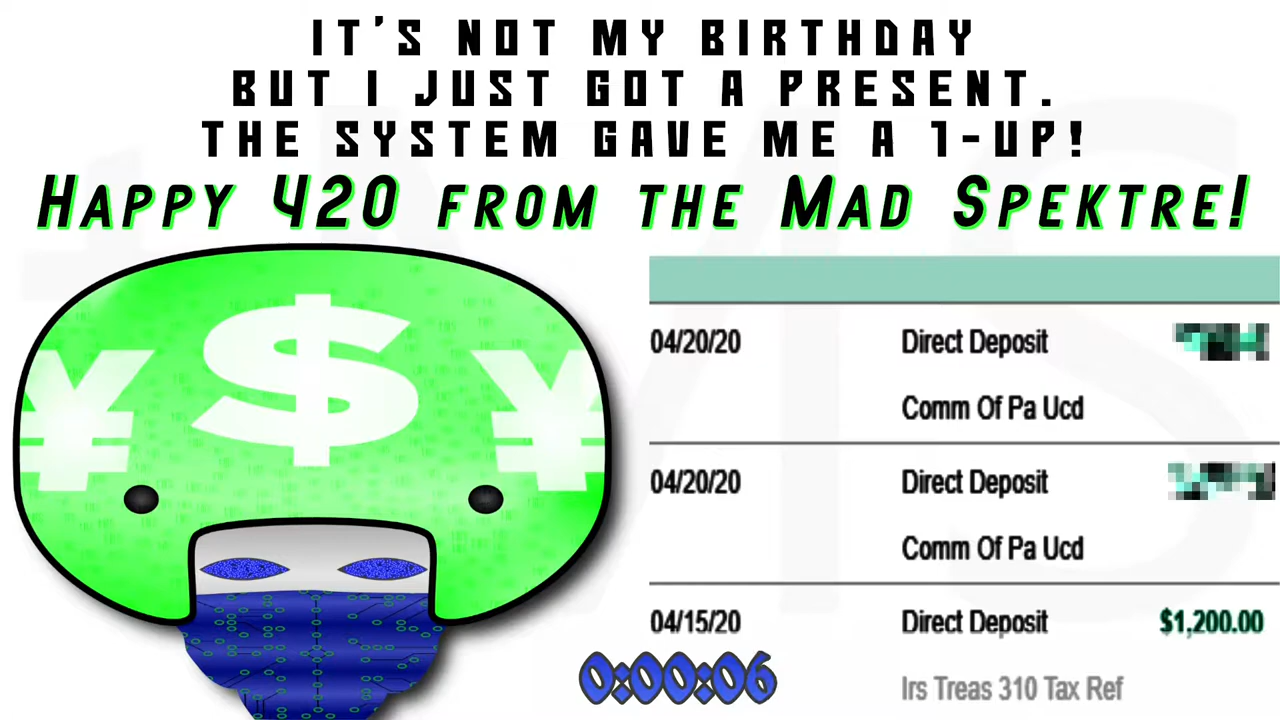 IT'S NOT MY BIRTHDAY
BUT I JUST GOT A PRESENT.
THE SYSTEM GAVE ME A 1-UP!
HAPPY 420 FROM THE MAD SPEKTRE!
¥ $ ¥
04/20/20 Direct Deposit
Comm Of Pa Ucd
04/20/20 Direct Deposit
Comm Of Pa Ucd
04/15/20 Direct Deposit $1,200.00
Irs Treas 310 Tax Ref
0:00:06